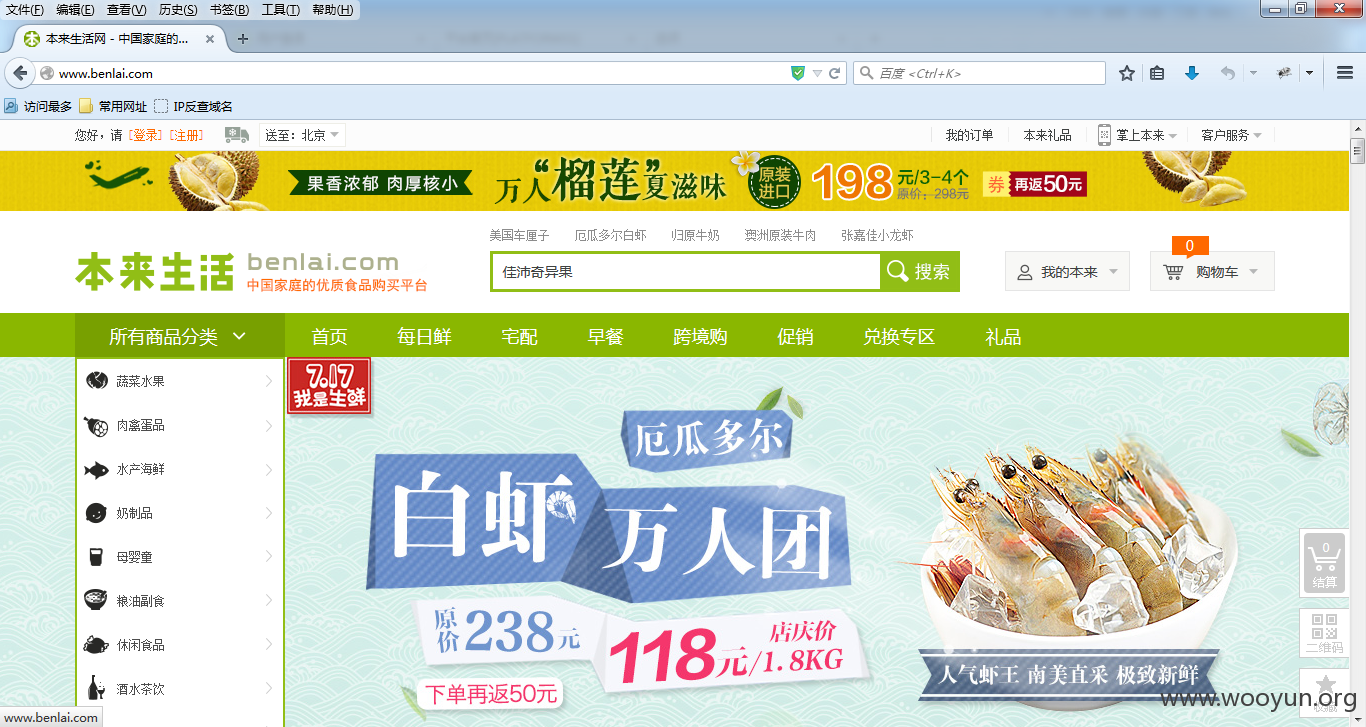 文件(F) 编辑(E) 查看(V) 历史(S) 书签(B) 工具(T) 帮助(H)
本来生活网 - 中国家庭的... × +
www.benlai.com
百度 <Ctrl+K>
访问最多 常用网址 IP反查域名
您好，请 [登录] [注册] 送至：北京 我的订单 本来礼品 掌上本来 客户服务
果香浓郁 肉厚核小 万人“榴莲”夏滋味 原装进口 198元/3-4个 原价：298元 券 再返50元
美国车厘子 厄瓜多尔白虾 归原牛奶 澳洲原装牛肉 张嘉佳小龙虾
本来生活 benlai.com
中国家庭的优质食品购买平台
佳沛奇异果 搜索
我的本来 0 购物车
所有商品分类 首页 每日鲜 宅配 早餐 跨境购 促销 兑换专区 礼品
蔬菜水果
肉禽蛋品
水产海鲜
奶制品
母婴童
粮油副食
休闲食品
酒水茶饮
7.17
我是生鲜
厄瓜多尔
白虾 万人团
原价238元
店庆价
118元/1.8KG
下单再返50元
人气虾王 南美直采 极致新鲜
0
结算
二维码
www.benlai.com
www.wooyun.org